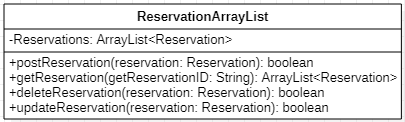 ReservationArrayList
-Reservations: ArrayList<Reservation>
+postReservation(reservation: Reservation): boolean
+getReservation(getReservationID: String): ArrayList<Reservation>
+deleteReservation(reservation: Reservation): boolean
+updateReservation(reservation: Reservation): boolean